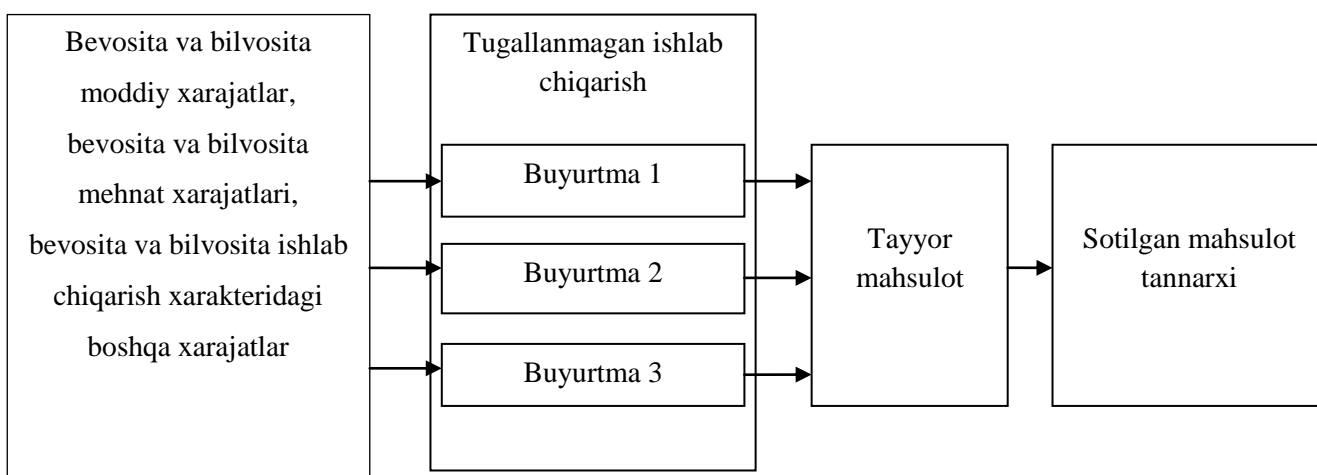 Bevosita va bilvosita
moddiy xarajatlar,
bevosita va bilvosita
mehnat xarajatlari,
bevosita va bilvosita ishlab
chiqarish xarakteridagi
boshqa xarajatlar
Tugallanmagan ishlab
chiqarish
Buyurtma 1
Buyurtma 2
Buyurtma 3
Tayyor
mahsulot
Sotilgan mahsulot
tannarxi